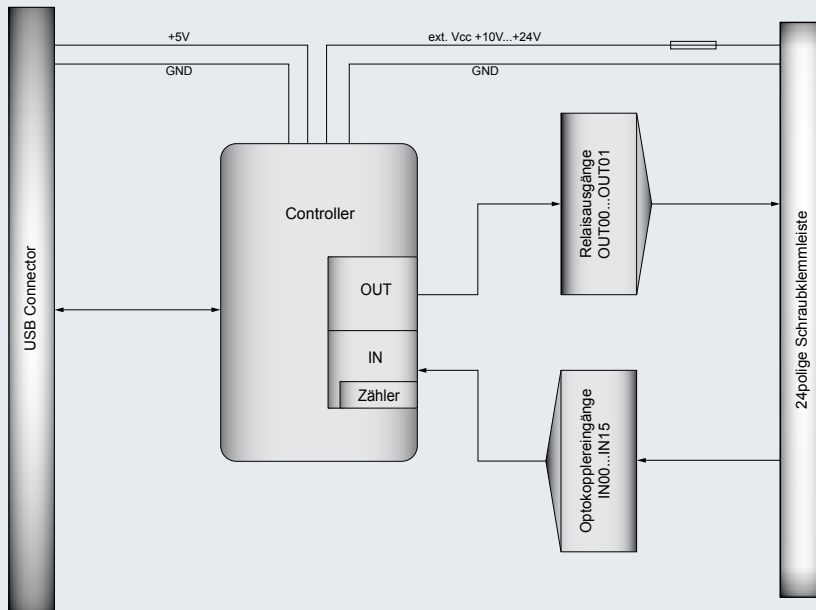 +5V
ext. Vcc +10V...+24V
GND
GND
Controller
OUT
IN
Zähler
USB Connector
Relaisausgänge
OUT00...OUT01
Optokopplereingänge
IN00...IN15
24polige Schraubklemmleiste